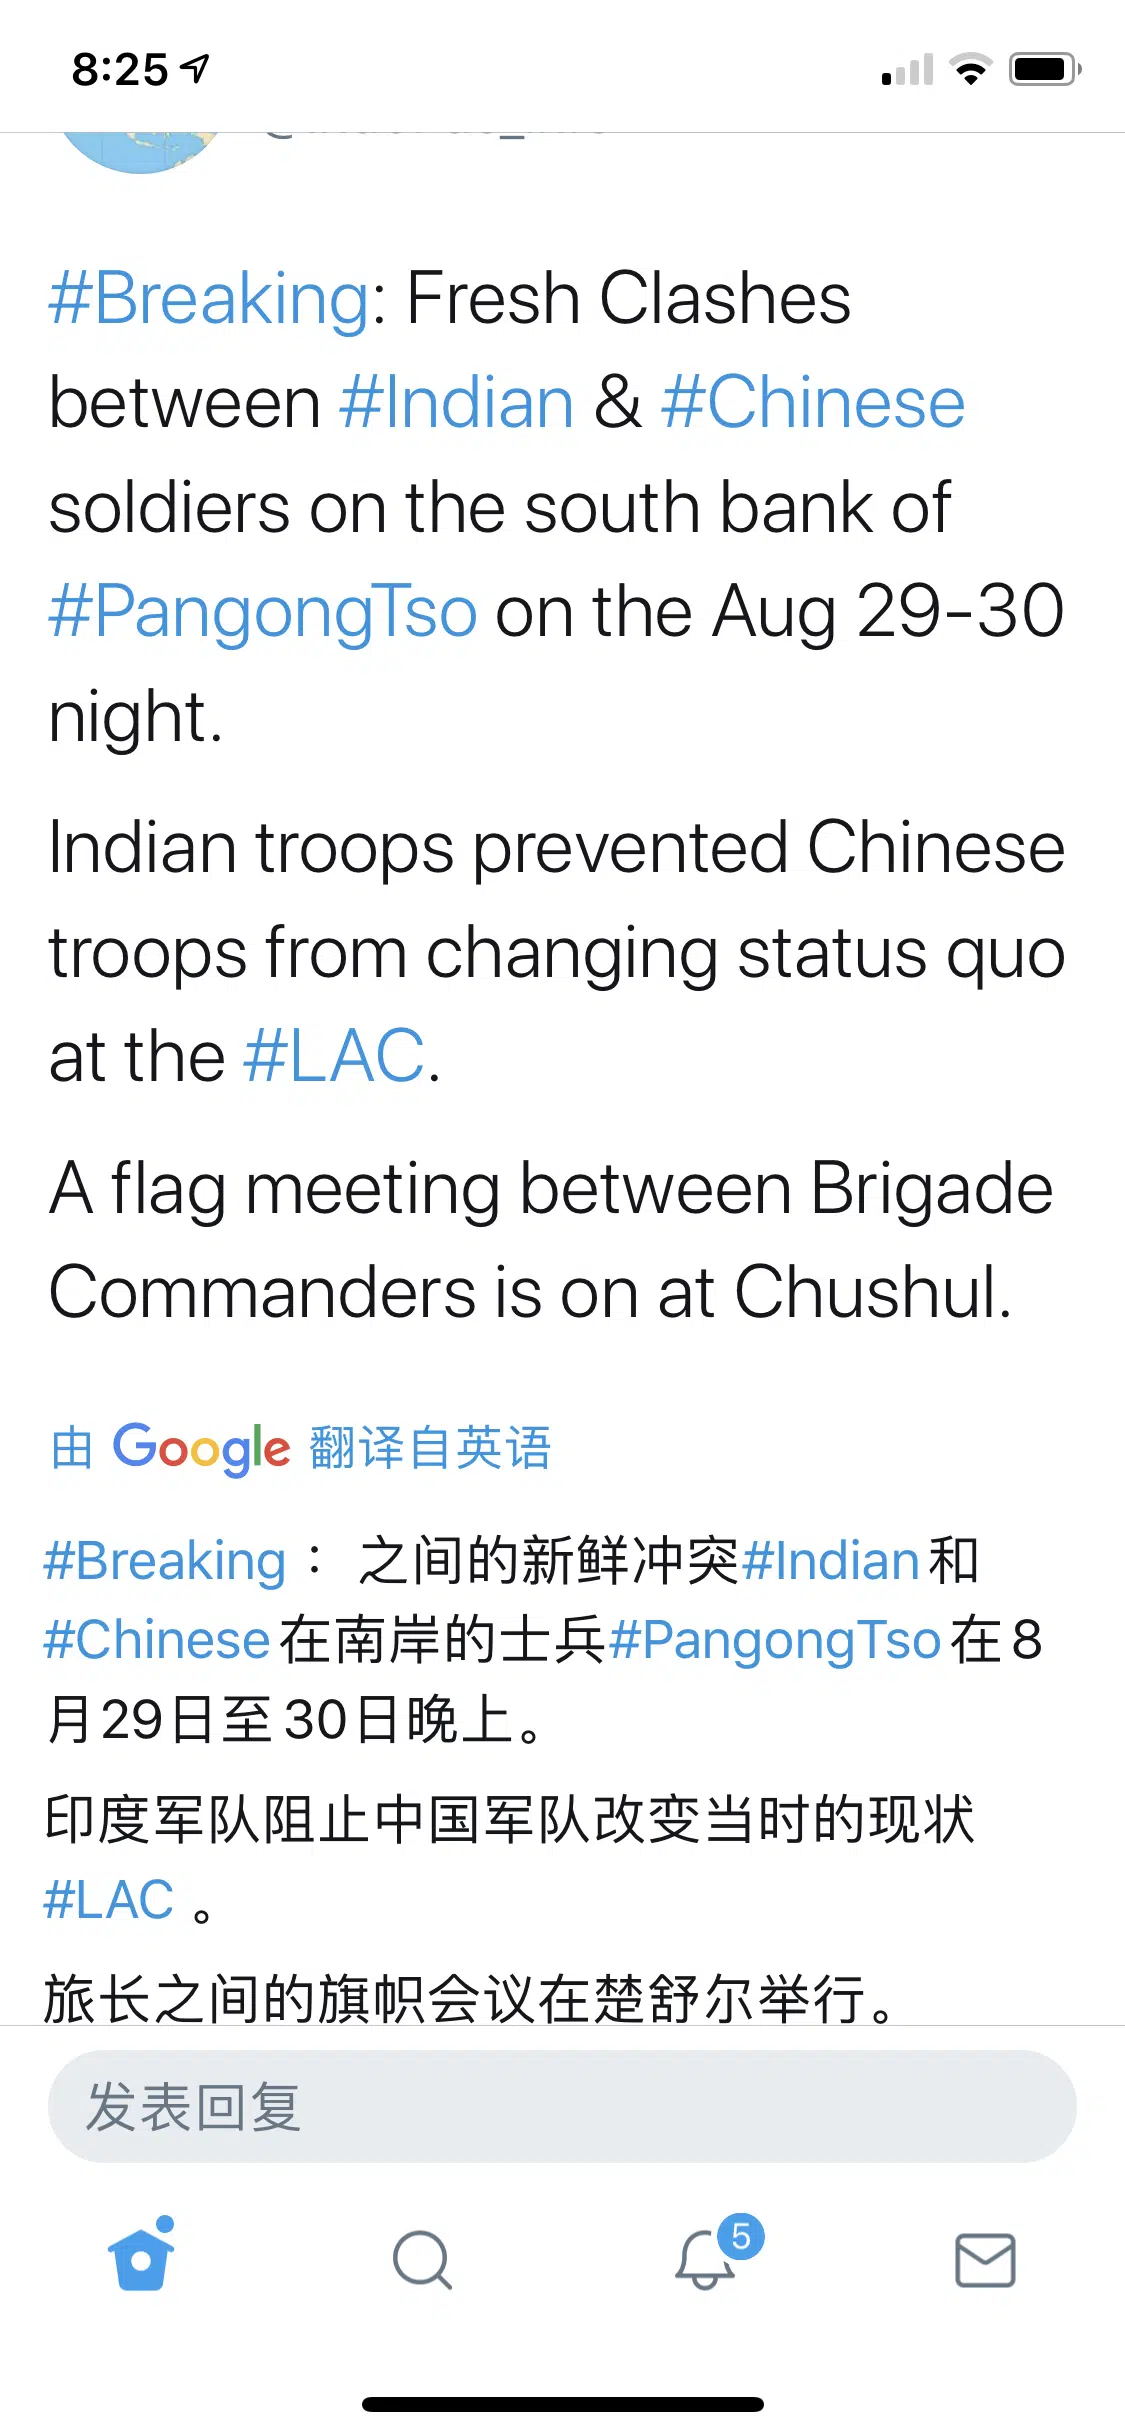 8:25
#Breaking: Fresh Clashes
between #Indian & #Chinese
soldiers on the south bank of
#PangongTso on the Aug 29-30
night.
Indian troops prevented Chinese
troops from changing status quo
at the #LAC.
A flag meeting between Brigade
Commanders is on at Chushul.
由 Google 翻译自英语
#Breaking： 之间的新鲜冲突#Indian和
#Chinese在南岸的士兵#PangongTso在8
月29日至30日晚上。
印度军队阻止中国军队改变当时的现状
#LAC 。
旅长之间的旗帜会议在楚舒尔举行。
发表回复
5